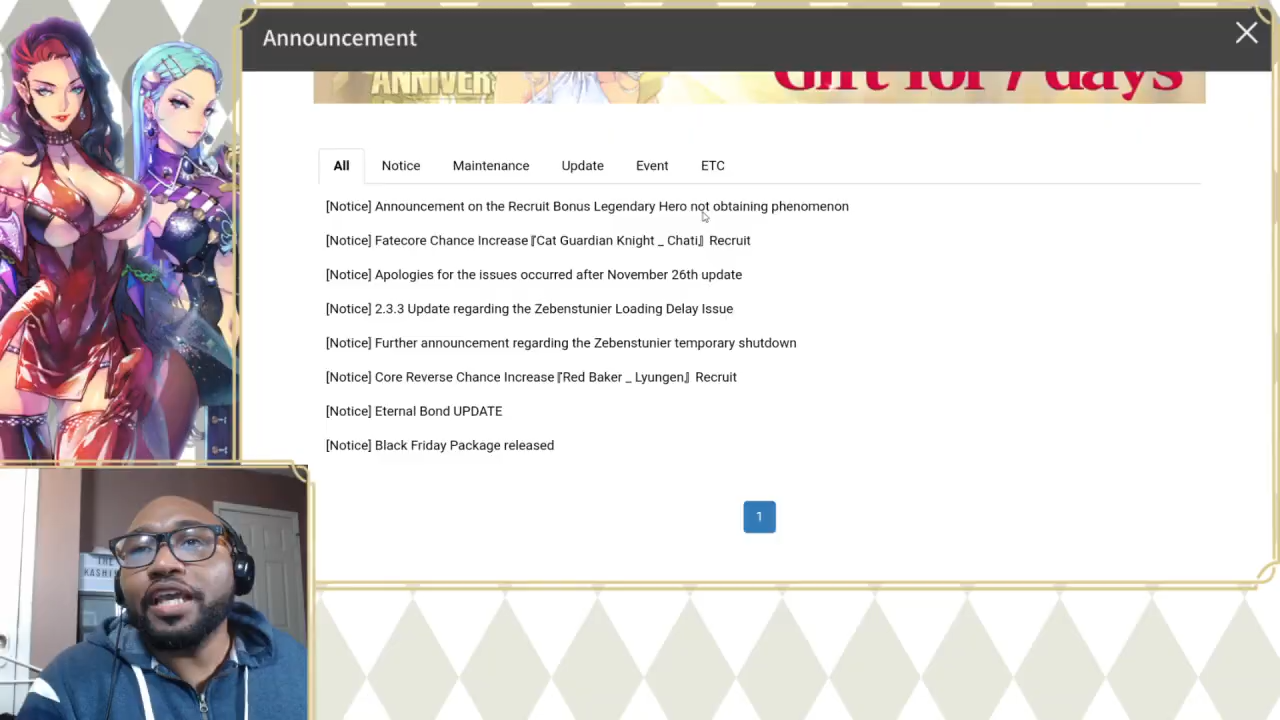 Announcement
ANNIVER
Gift for 7 days
All Notice Maintenance Update Event ETC
[Notice] Announcement on the Recruit Bonus Legendary Hero not obtaining phenomenon
[Notice] Fatecore Chance Increase『Cat Guardian Knight _ Chati』 Recruit
[Notice] Apologies for the issues occurred after November 26th update
[Notice] 2.3.3 Update regarding the Zebenstunier Loading Delay Issue
[Notice] Further announcement regarding the Zebenstunier temporary shutdown
[Notice] Core Reverse Chance Increase『Red Baker _ Lyungen』 Recruit
[Notice] Eternal Bond UPDATE
[Notice] Black Friday Package released
1
THE
KASHI